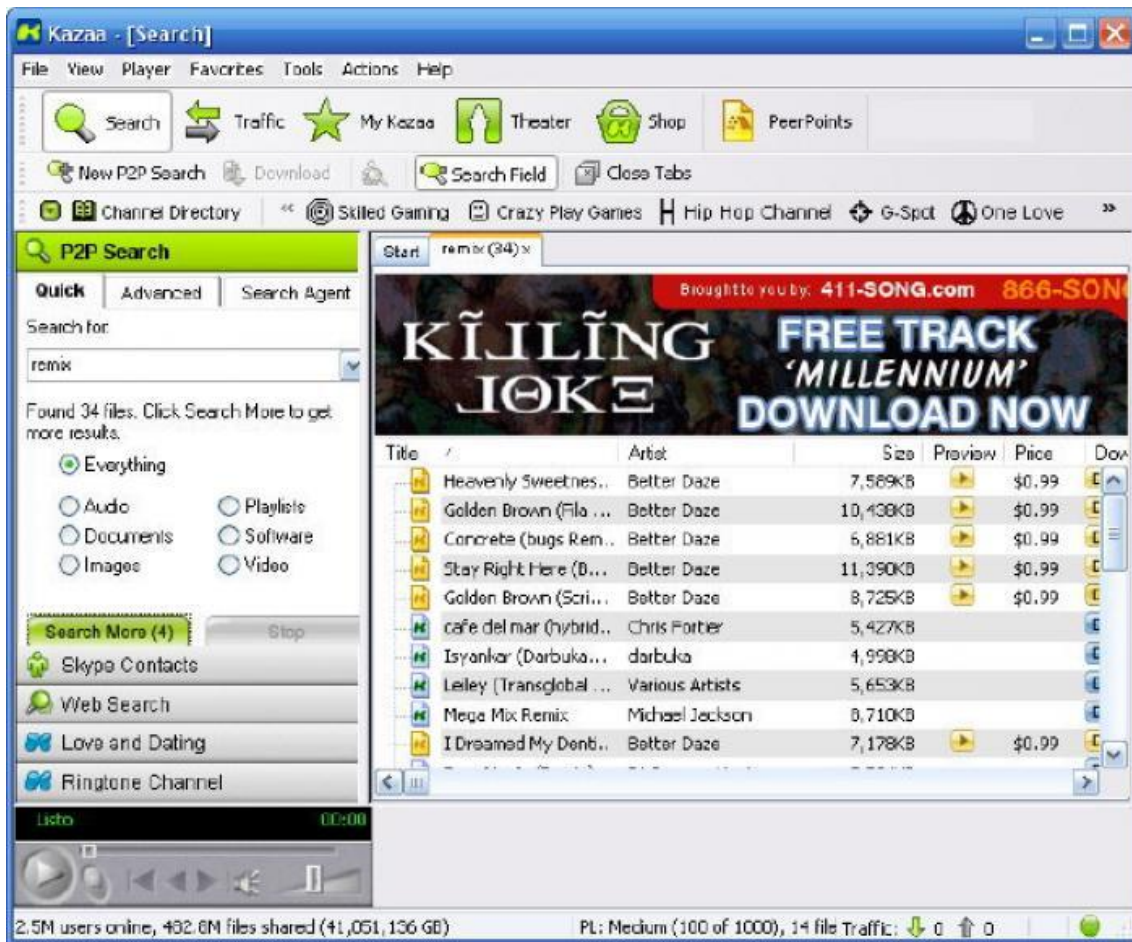 Kazaa - [Search]
File View Player Favorites Tools Actions Help
Search Traffic My Kazaa Theater Shop PeerPoints
New P2P Search Download Search Field Close Tabs
Channel Directory « Skilled Gaming Crazy Play Games Hip Hop Channel G-Spot One Love »
P2P Search
Quick Advanced Search Agent
Search for:
remix
Found 34 files. Click Search More to get
more results.
Everything
Audio Playlists
Documents Software
Images Video
Search More (4) Stop
Skype Contacts
Web Search
Love and Dating
Ringtone Channel
Listo 00:00
Start remix (34) x
Brought to you by: 411-SONG.com 866-SON
KILLING
JOKE
FREE TRACK
'MILLENNIUM'
DOWNLOAD NOW
Title Artist Size Preview Price Dow
Heavenly Sweetnes... Better Daze 7,589KB $0.99
Golden Brown (Fila ... Better Daze 10,438KB $0.99
Concrete (bugs Rem... Better Daze 6,881KB $0.99
Stay Right Here (B... Better Daze 11,390KB $0.99
Golden Brown (Scri... Better Daze 8,725KB $0.99
cafe del mar (hybrid... Chris Fortier 5,427KB
Isyankar (Darbuka... darbuka 4,998KB
Leiley (Transglobal ... Various Artists 5,653KB
Mega Mix Remix Michael Jackson 8,710KB
I Dreamed My Denti... Better Daze 7,178KB $0.99
2.5M users online, 482.8M files shared (41,051,136 GB) PL: Medium (100 of 1000), 14 file Traffic: 0 0